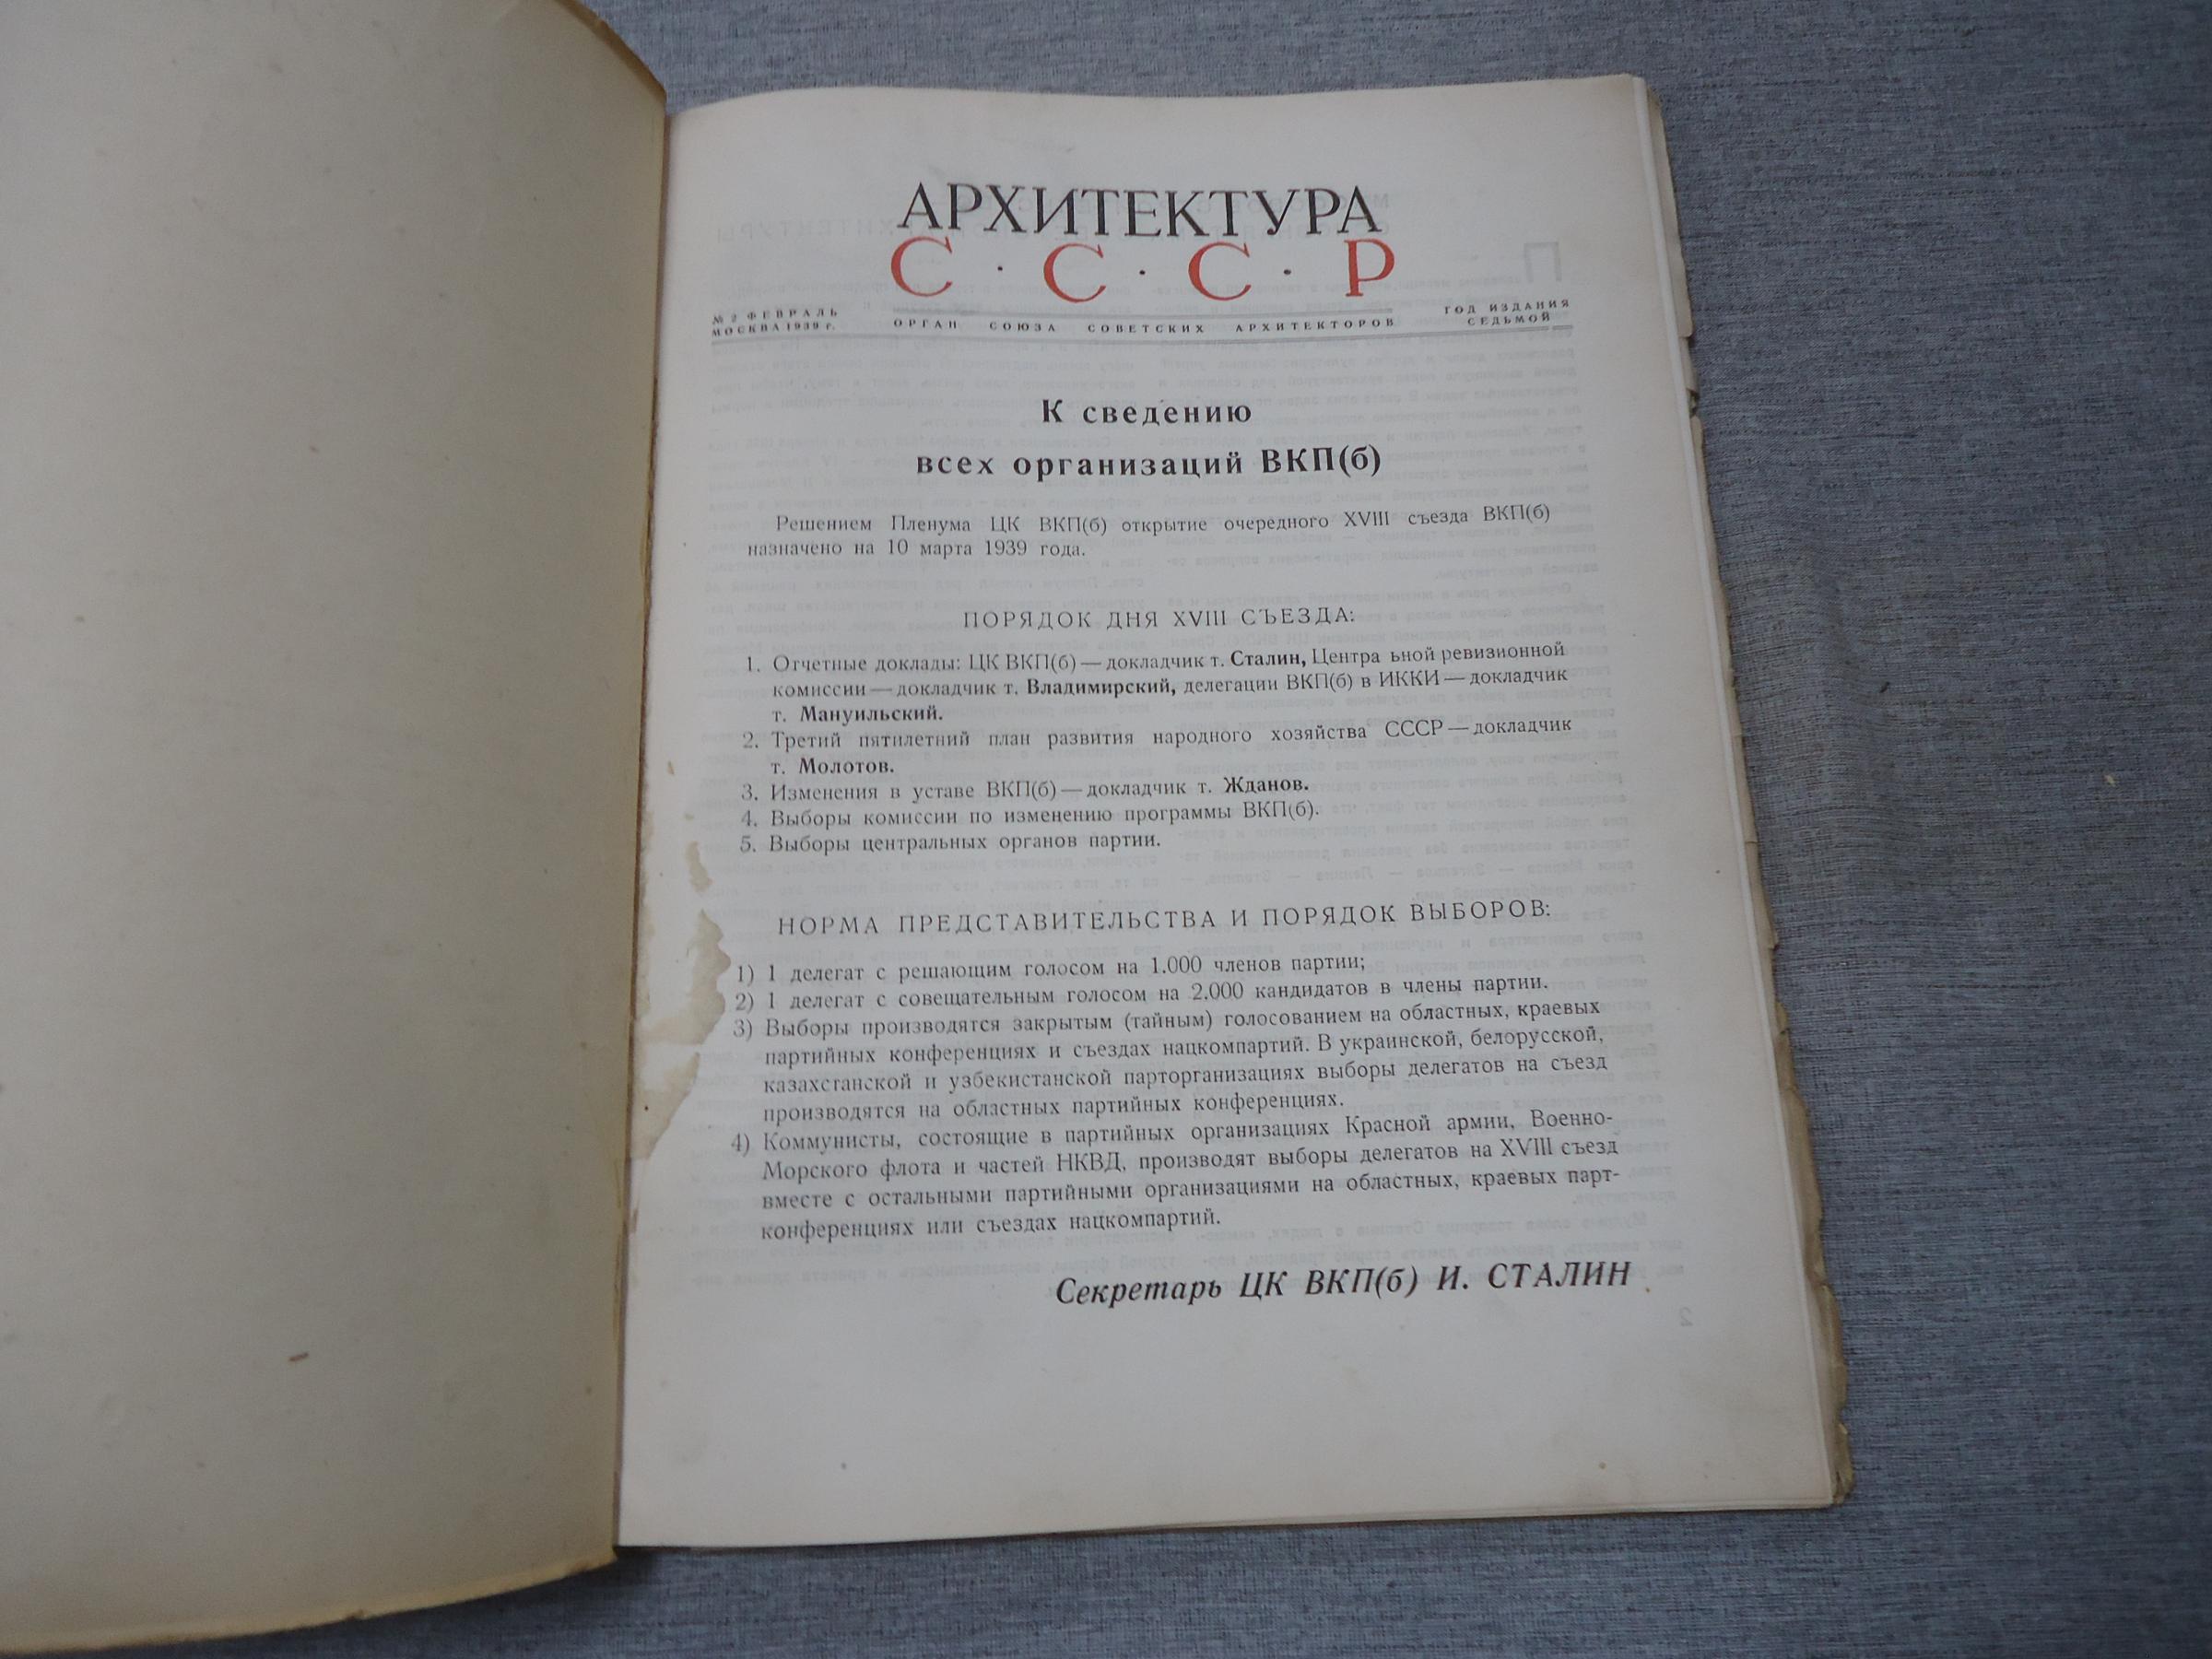 АРХИТЕКТУРА
С · С · С · Р
№ 2 ФЕВРАЛЬ
МОСКВА 1939 г.
ОРГАН СОЮЗА СОВЕТСКИХ АРХИТЕКТОРОВ
ГОД ИЗДАНИЯ
СЕДЬМОЙ
К сведению
всех организаций ВКП(б)
Решением Пленума ЦК ВКП(б) открытие очередного XVIII съезда ВКП(б)
назначено на 10 марта 1939 года.
ПОРЯДОК ДНЯ XVIII СЪЕЗДА:
1. Отчетные доклады: ЦК ВКП(б) — докладчик т. Сталин, Центра ьной ревизионной
комиссии — докладчик т. Владимирский, делегации ВКП(б) в ИККИ — докладчик
т. Мануильский.
2. Третий пятилетний план развития народного хозяйства СССР — докладчик
т. Молотов.
3. Изменения в уставе ВКП(б) — докладчик т. Жданов.
4. Выборы комиссии по изменению программы ВКП(б).
5. Выборы центральных органов партии.
НОРМА ПРЕДСТАВИТЕЛЬСТВА И ПОРЯДОК ВЫБОРОВ:
1) 1 делегат с решающим голосом на 1.000 членов партии;
2) 1 делегат с совещательным голосом на 2.000 кандидатов в члены партии.
3) Выборы производятся закрытым (тайным) голосованием на областных, краевых
партийных конференциях и съездах нацкомпартий. В украинской, белорусской,
казахстанской и узбекистанской парторганизациях выборы делегатов на съезд
производятся на областных партийных конференциях.
4) Коммунисты, состоящие в партийных организациях Красной армии, Военно-
Морского флота и частей НКВД, производят выборы делегатов на XVIII съезд
вместе с остальными партийными организациями на областных, краевых парт-
конференциях или съездах нацкомпартий.
Секретарь ЦК ВКП(б) И. СТАЛИН